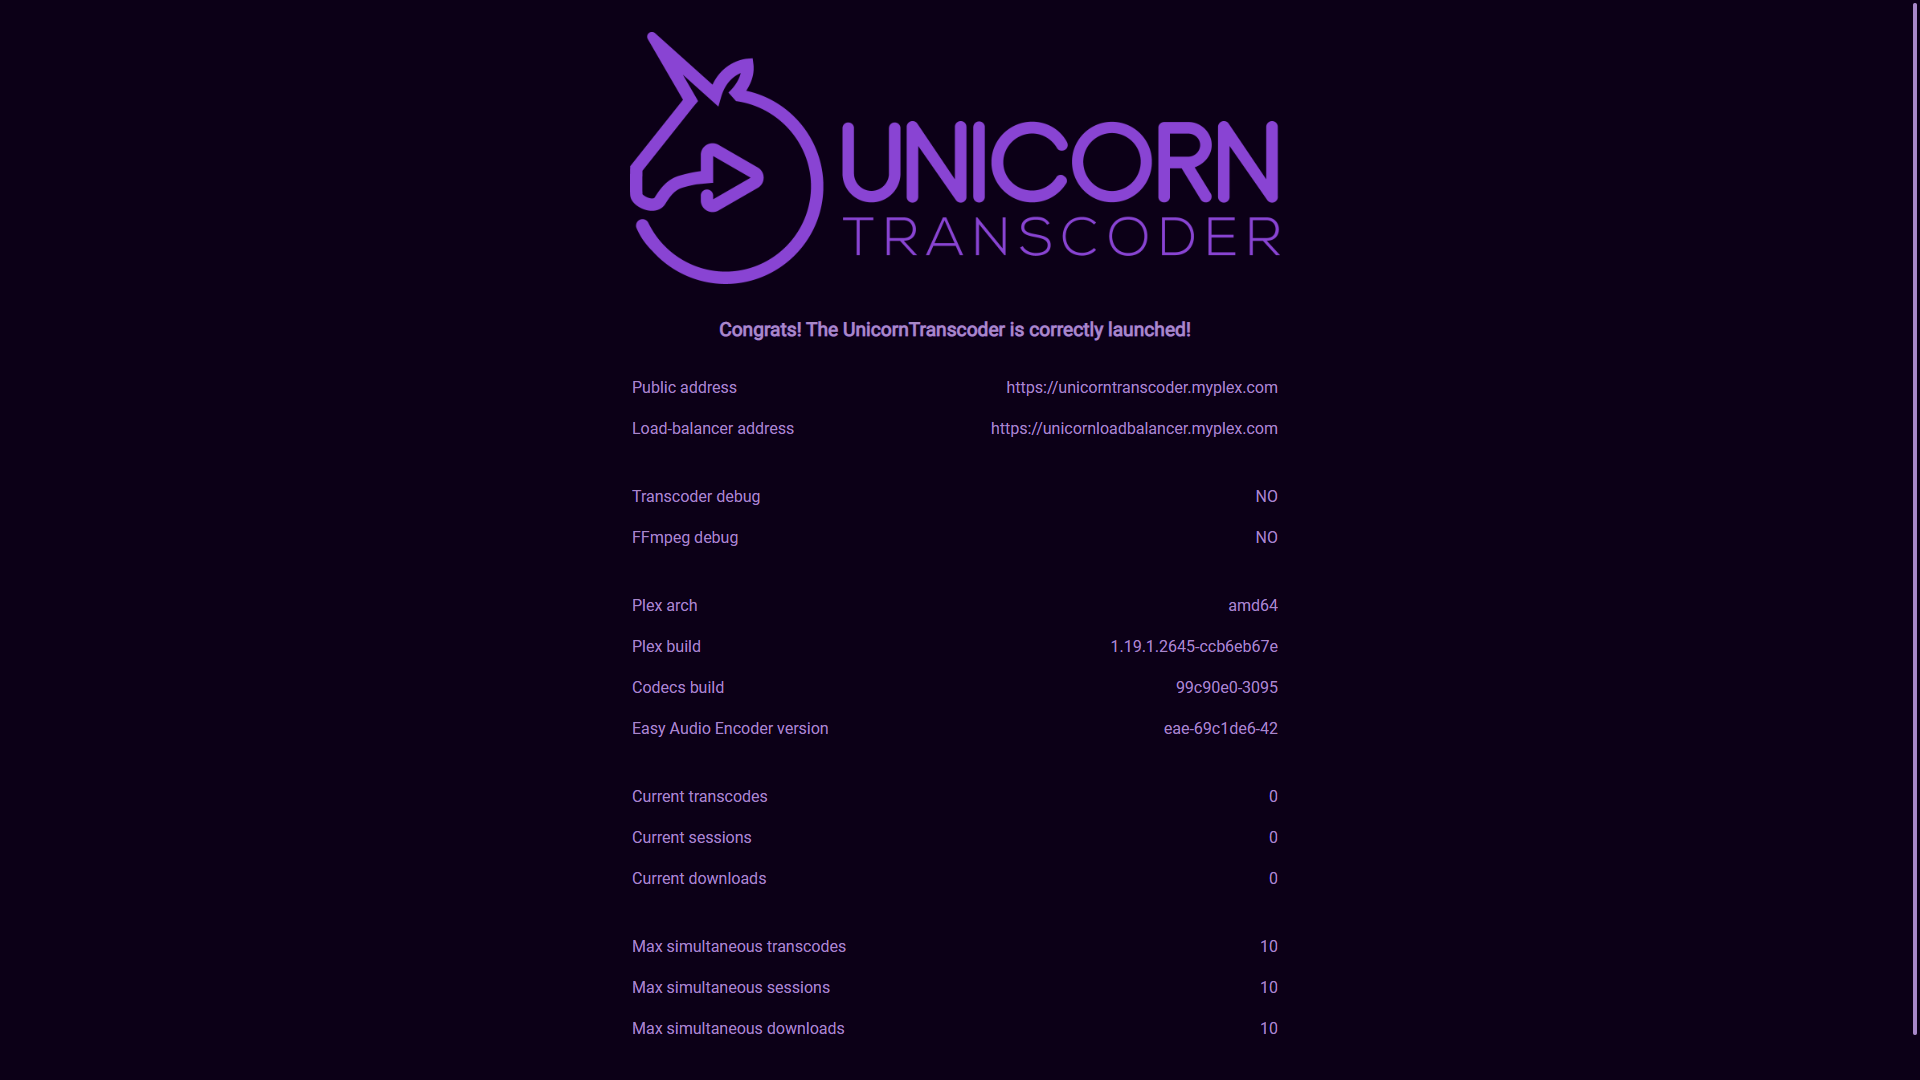 UNICORN
TRANSCODER
Congrats! The UnicornTranscoder is correctly launched!
Public address https://unicorntranscoder.myplex.com
Load-balancer address https://unicornloadbalancer.myplex.com
Transcoder debug NO
FFmpeg debug NO
Plex arch amd64
Plex build 1.19.1.2645-ccb6eb67e
Codecs build 99c90e0-3095
Easy Audio Encoder version eae-69c1de6-42
Current transcodes 0
Current sessions 0
Current downloads 0
Max simultaneous transcodes 10
Max simultaneous sessions 10
Max simultaneous downloads 10